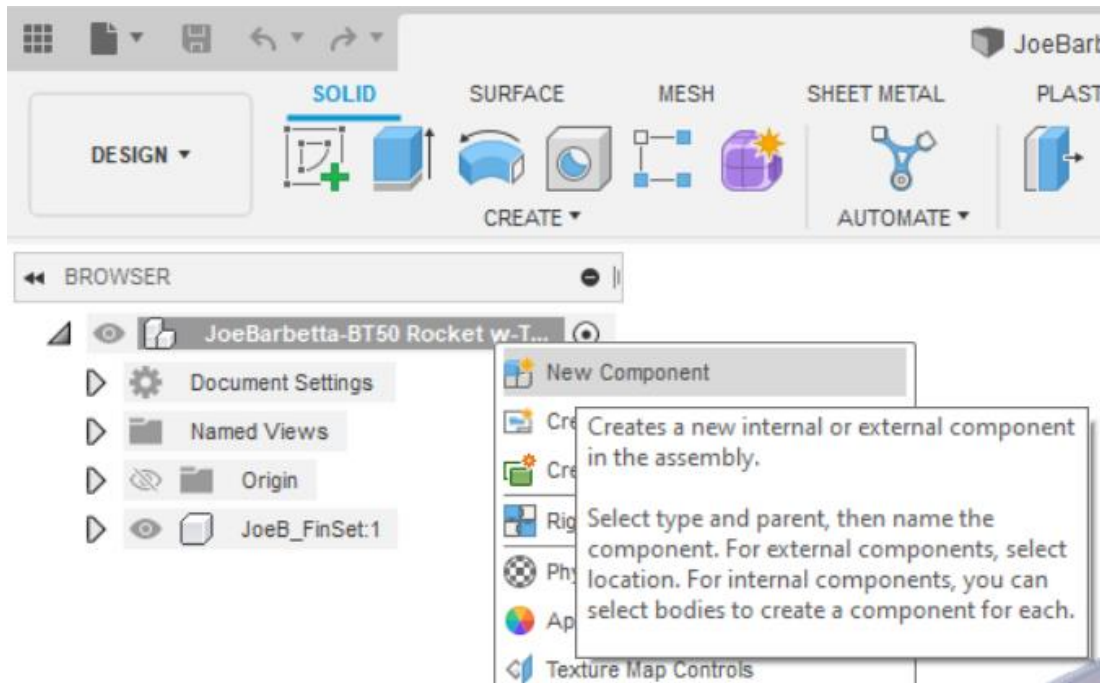 JoeBarb
SOLID SURFACE MESH SHEET METAL PLAST
DESIGN
CREATE AUTOMATE
BROWSER
JoeBarbetta-BT50 Rocket w-T...
New Component
Document Settings
Cre
Creates a new internal or external component
in the assembly.
Named Views
Cre
Origin
Rig
Select type and parent, then name the
component. For external components, select
location. For internal components, you can
select bodies to create a component for each.
JoeB_FinSet:1
Phy
Ap
Texture Map Controls